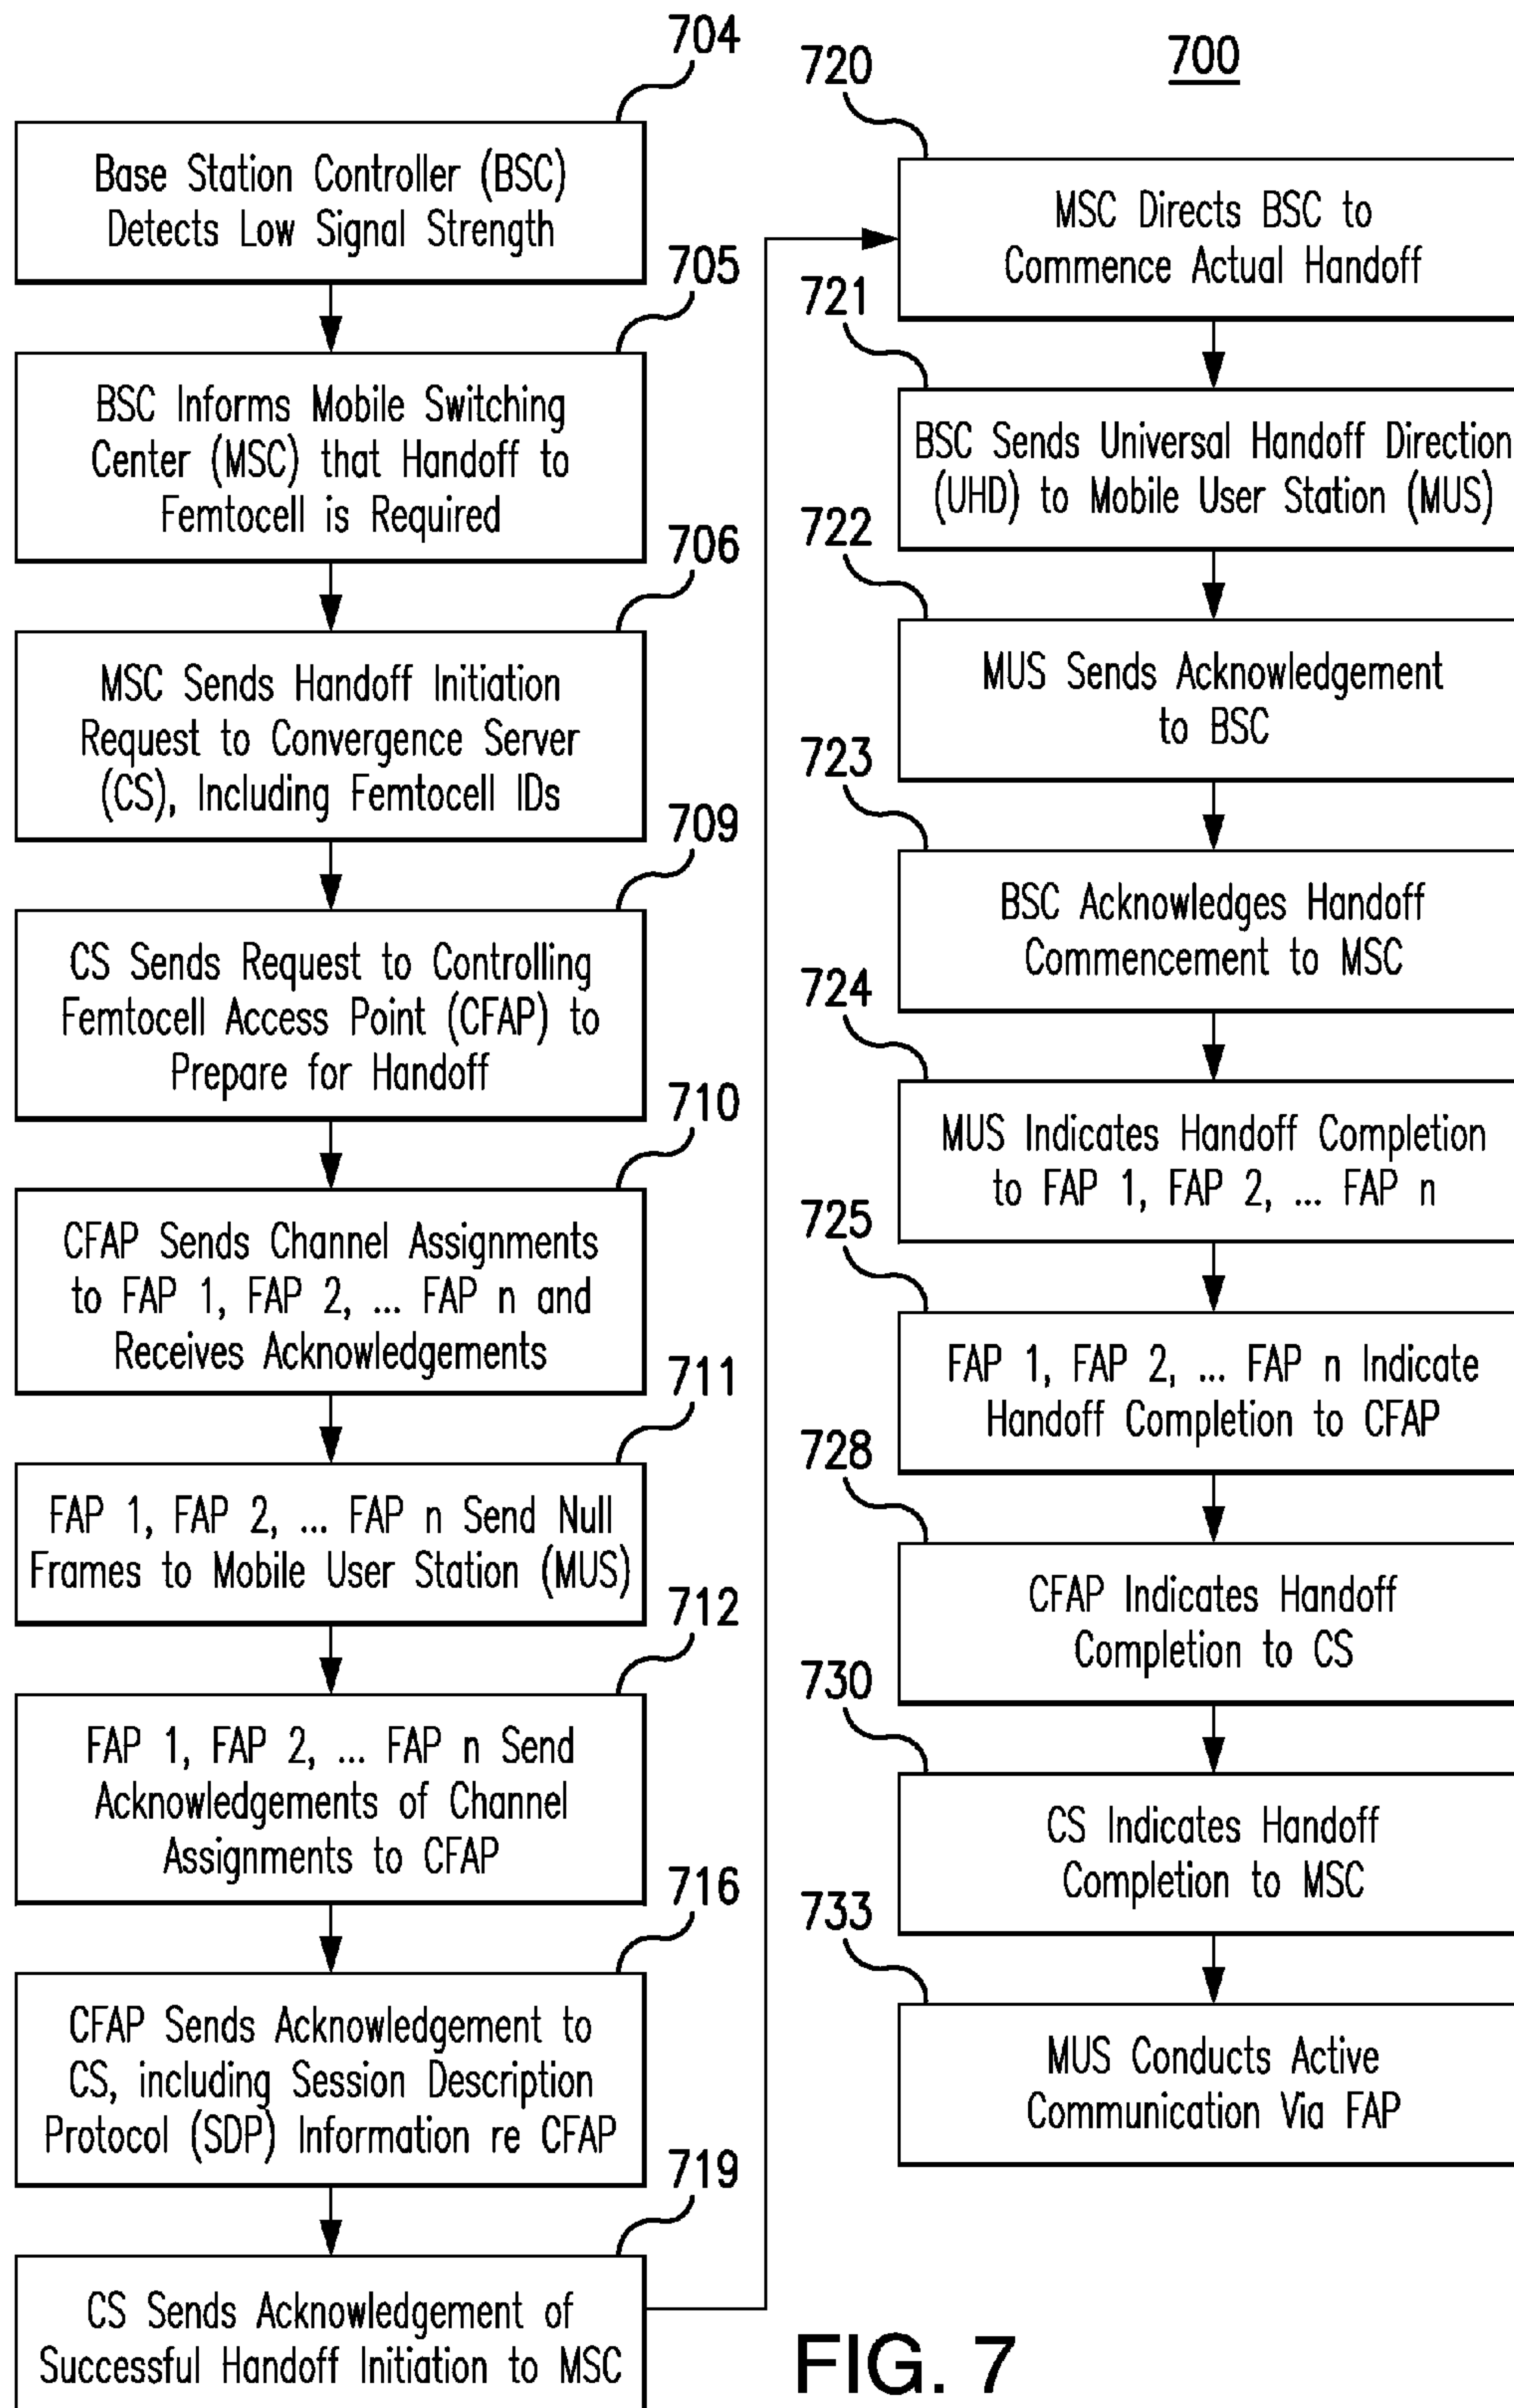 704
Base Station Controller (BSC)
Detects Low Signal Strength
705
BSC Informs Mobile Switching
Center (MSC) that Handoff to
Femtocell is Required
706
MSC Sends Handoff Initiation
Request to Convergence Server
(CS), Including Femtocell IDs
709
CS Sends Request to Controlling
Femtocell Access Point (CFAP) to
Prepare for Handoff
710
CFAP Sends Channel Assignments
to FAP 1, FAP 2, ... FAP n and
Receives Acknowledgements
711
FAP 1, FAP 2, ... FAP n Send Null
Frames to Mobile User Station (MUS)
712
FAP 1, FAP 2, ... FAP n Send
Acknowledgements of Channel
Assignments to CFAP
716
CFAP Sends Acknowledgement to
CS, including Session Description
Protocol (SDP) Information re CFAP
719
CS Sends Acknowledgement of
Successful Handoff Initiation to MSC
700
720
MSC Directs BSC to
Commence Actual Handoff
721
BSC Sends Universal Handoff Direction
(UHD) to Mobile User Station (MUS)
722
MUS Sends Acknowledgement
to BSC
723
BSC Acknowledges Handoff
Commencement to MSC
724
MUS Indicates Handoff Completion
to FAP 1, FAP 2, ... FAP n
725
FAP 1, FAP 2, ... FAP n Indicate
Handoff Completion to CFAP
728
CFAP Indicates Handoff
Completion to CS
730
CS Indicates Handoff
Completion to MSC
733
MUS Conducts Active
Communication Via FAP
FIG. 7